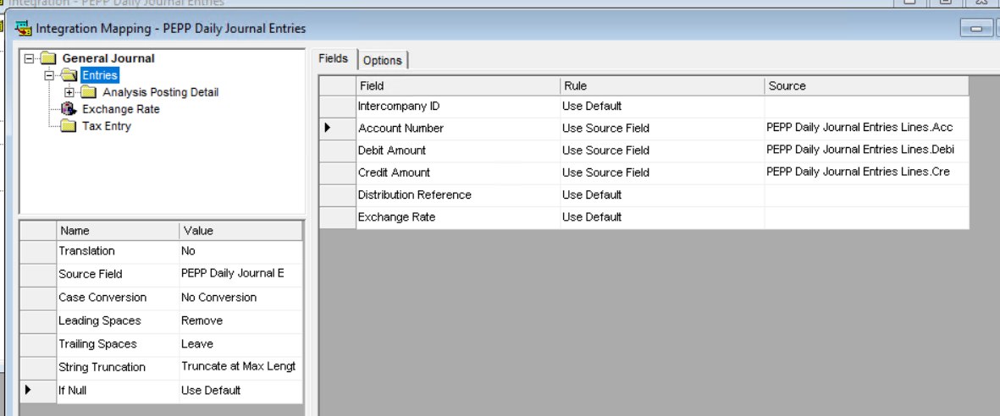 Integration - PEPP Daily Journal Entries
Integration Mapping - PEPP Daily Journal Entries
General Journal
Entries
Analysis Posting Detail
Exchange Rate
Tax Entry
Name Value
Translation No
Source Field PEPP Daily Journal E
Case Conversion No Conversion
Leading Spaces Remove
Trailing Spaces Leave
String Truncation Truncate at Max Lengt
If Null Use Default
Fields Options
Field Rule Source
Intercompany ID Use Default
Account Number Use Source Field PEPP Daily Journal Entries Lines.Acc
Debit Amount Use Source Field PEPP Daily Journal Entries Lines.Debi
Credit Amount Use Source Field PEPP Daily Journal Entries Lines.Cre
Distribution Reference Use Default
Exchange Rate Use Default